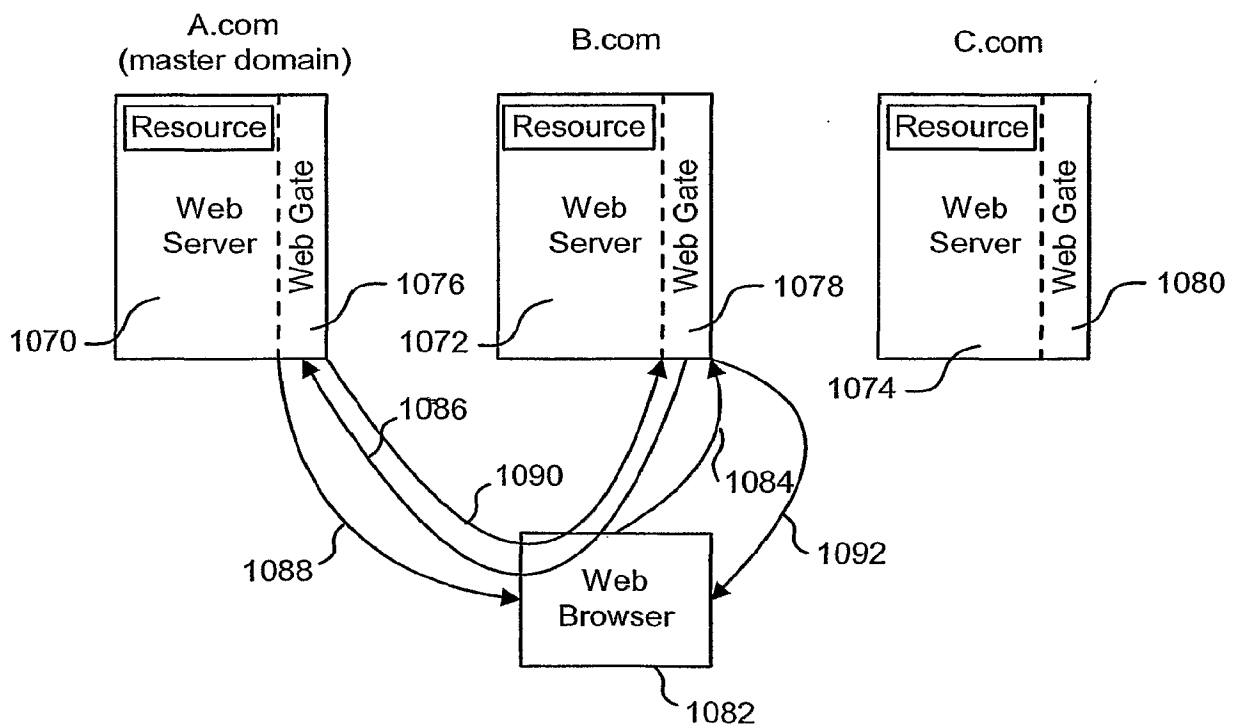 A.com
(master domain)
B.com
C.com
Resource
Web
Server
Web Gate
Resource
Web
Server
Web Gate
Resource
Web
Server
Web Gate
1070
1076
1072
1078
1074
1080
1086
1090
1084
1088
1092
Web
Browser
1082